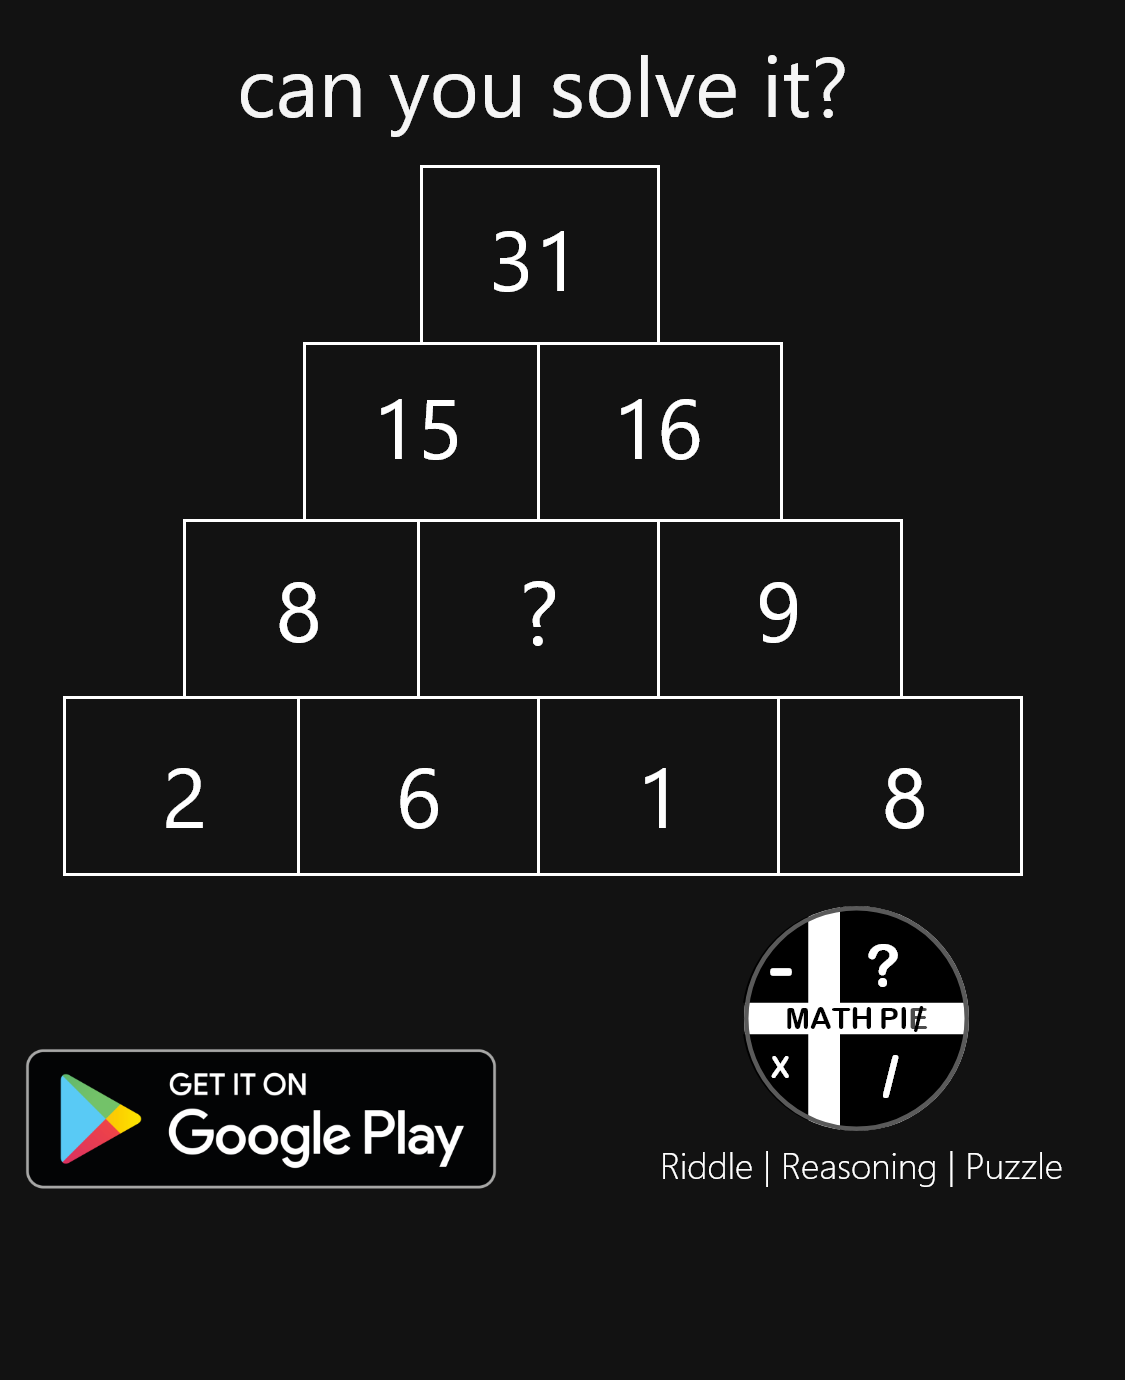 can you solve it?
31
15 16
8 ? 9
2 6 1 8
- ?
MATH PIE
x /
GET IT ON
Google Play
Riddle | Reasoning | Puzzle